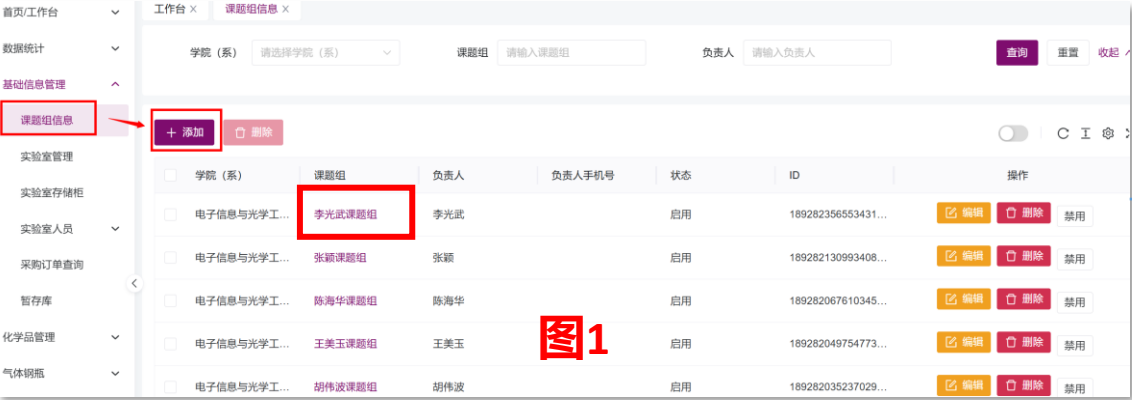 首页/工作台
数据统计
基础信息管理
课题组信息
实验室管理
实验室存储柜
实验室人员
采购订单查询
暂存库
化学品管理
气体钢瓶
工作台 × 课题组信息 ×
学院（系） 请选择学院（系） 课题组 请输入课题组 负责人 请输入负责人 查询 重置 收起
+ 添加 删除
学院（系） 课题组 负责人 负责人手机号 状态 ID 操作
电子信息与光学工... 李光武课题组 李光武 启用 189282356553431... 编辑 删除 禁用
电子信息与光学工... 张颖课题组 张颖 启用 189282130993408... 编辑 删除 禁用
电子信息与光学工... 陈海华课题组 陈海华 启用 189282067610345... 编辑 删除 禁用
电子信息与光学工... 王美玉课题组 王美玉 启用 189282049754773... 编辑 删除 禁用
电子信息与光学工... 胡伟波课题组 胡伟波 启用 189282035237029... 编辑 删除 禁用
图1